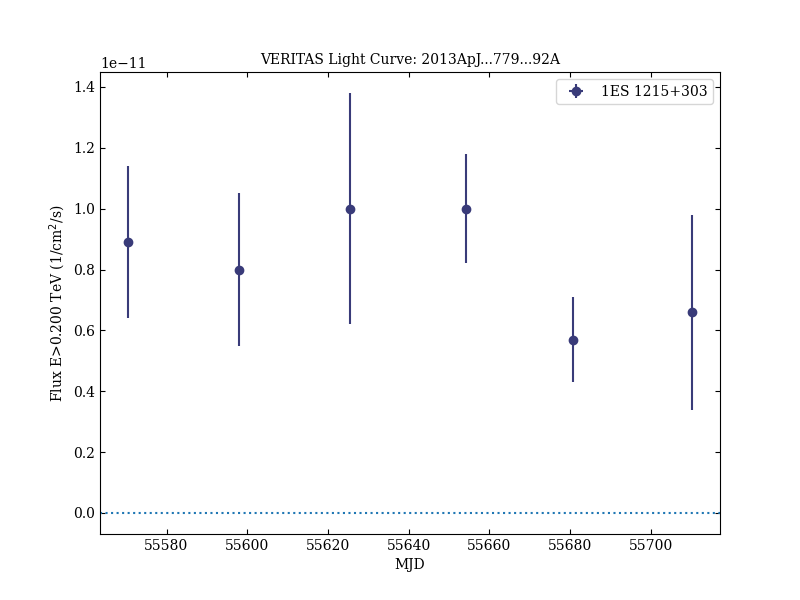 VERITAS Light Curve: 2013ApJ...779...92A
1e−11
1ES 1215+303
Flux E>0.200 TeV (1/cm²/s)
1.4
1.2
1.0
0.8
0.6
0.4
0.2
0.0
55580 55600 55620 55640 55660 55680 55700
MJD